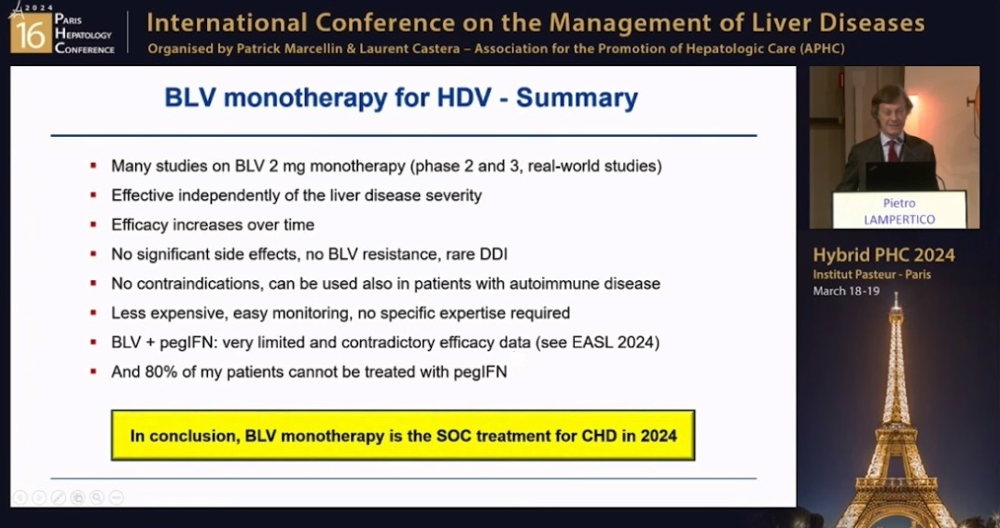 2024
16
PARIS
HEPATOLOGY
CONFERENCE
International Conference on the Management of Liver Diseases
Organised by Patrick Marcellin & Laurent Castera – Association for the Promotion of Hepatologic Care (APHC)
BLV monotherapy for HDV - Summary
Many studies on BLV 2 mg monotherapy (phase 2 and 3, real-world studies)
Effective independently of the liver disease severity
Efficacy increases over time
No significant side effects, no BLV resistance, rare DDI
No contraindications, can be used also in patients with autoimmune disease
Less expensive, easy monitoring, no specific expertise required
BLV + pegIFN: very limited and contradictory efficacy data (see EASL 2024)
And 80% of my patients cannot be treated with pegIFN
In conclusion, BLV monotherapy is the SOC treatment for CHD in 2024
Pietro
LAMPERTICO
Hybrid PHC 2024
Institut Pasteur - Paris
March 18-19